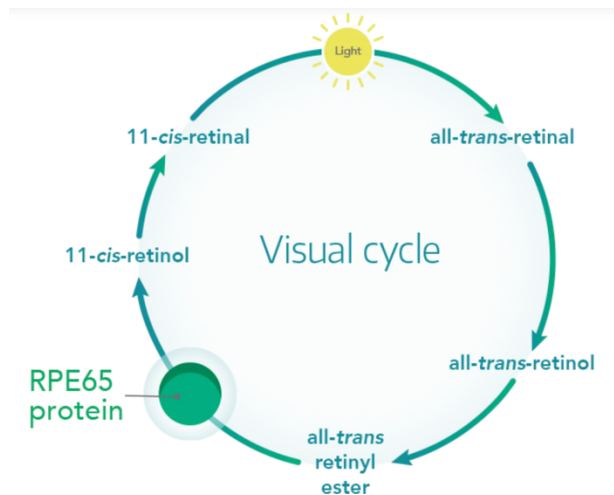 Light
11-cis-retinal
all-trans-retinal
11-cis-retinol
Visual cycle
all-trans-retinol
RPE65
protein
all-trans
retinyl
ester